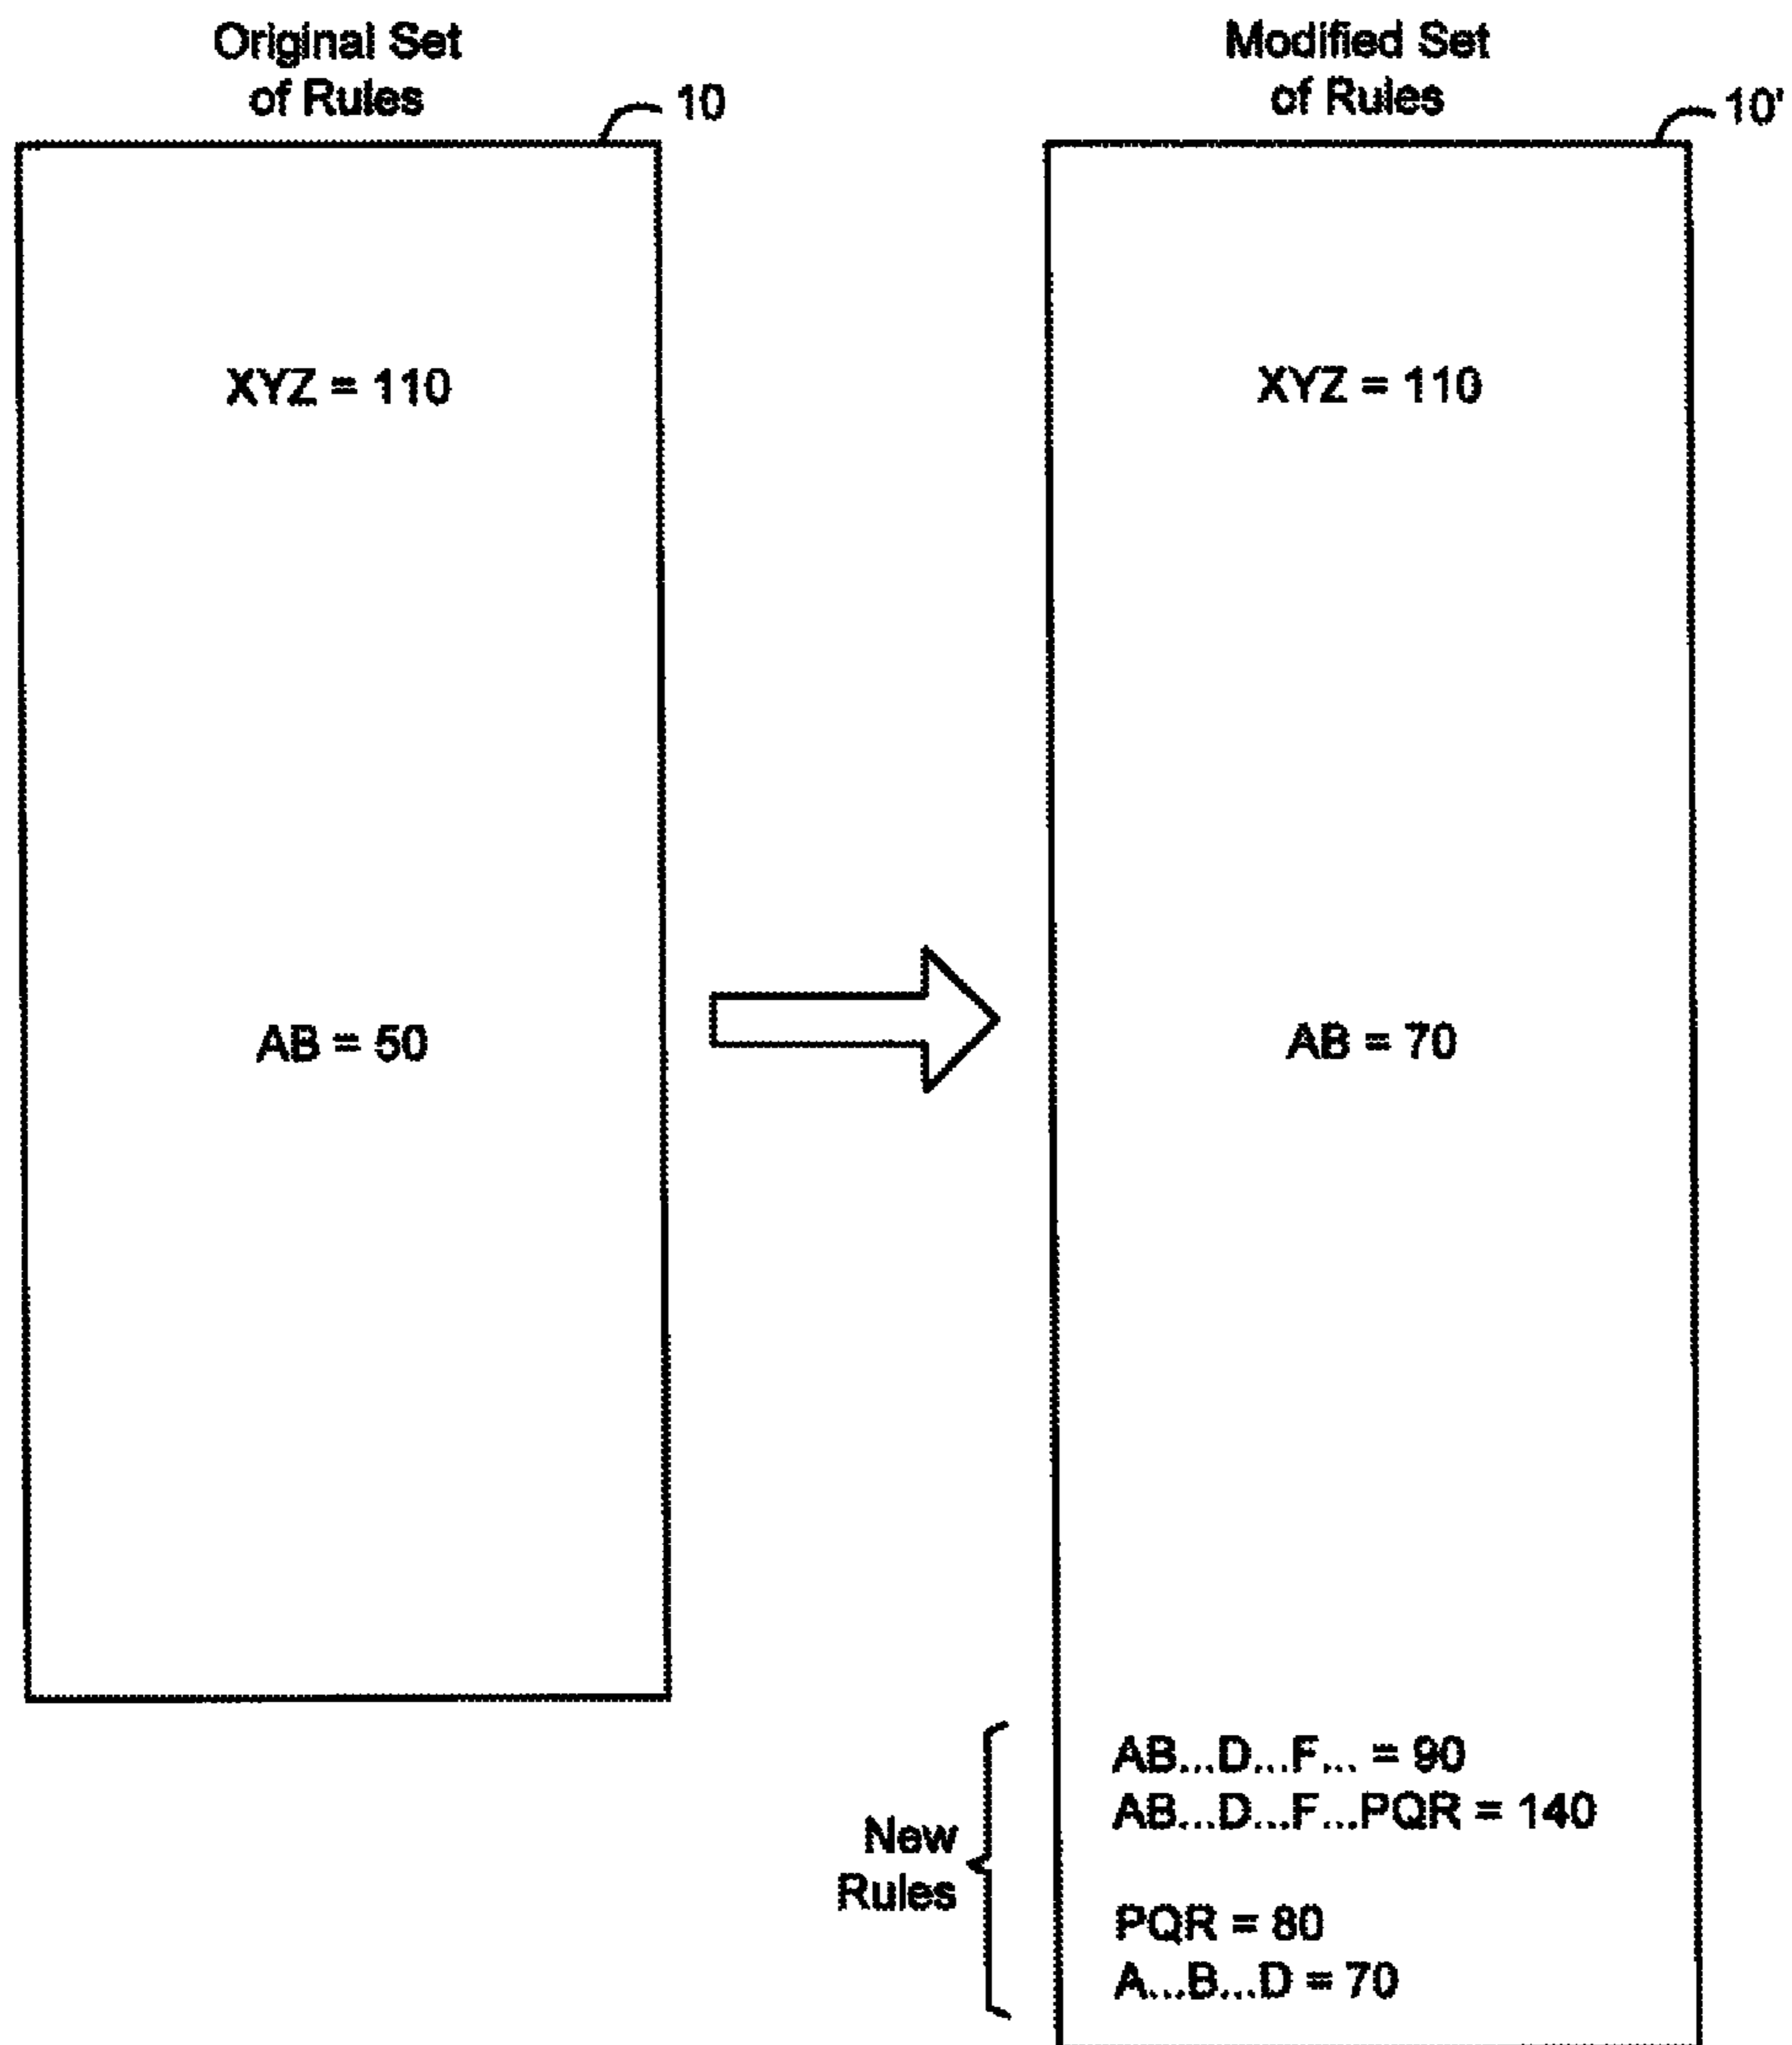 Original Set
of Rules
10
XYZ = 110
AB = 50
Modified Set
of Rules
10'
XYZ = 110
AB = 70
New
Rules
AB...D...F... = 90
AB...D...F...PQR = 140
PQR = 80
A...B...D = 70